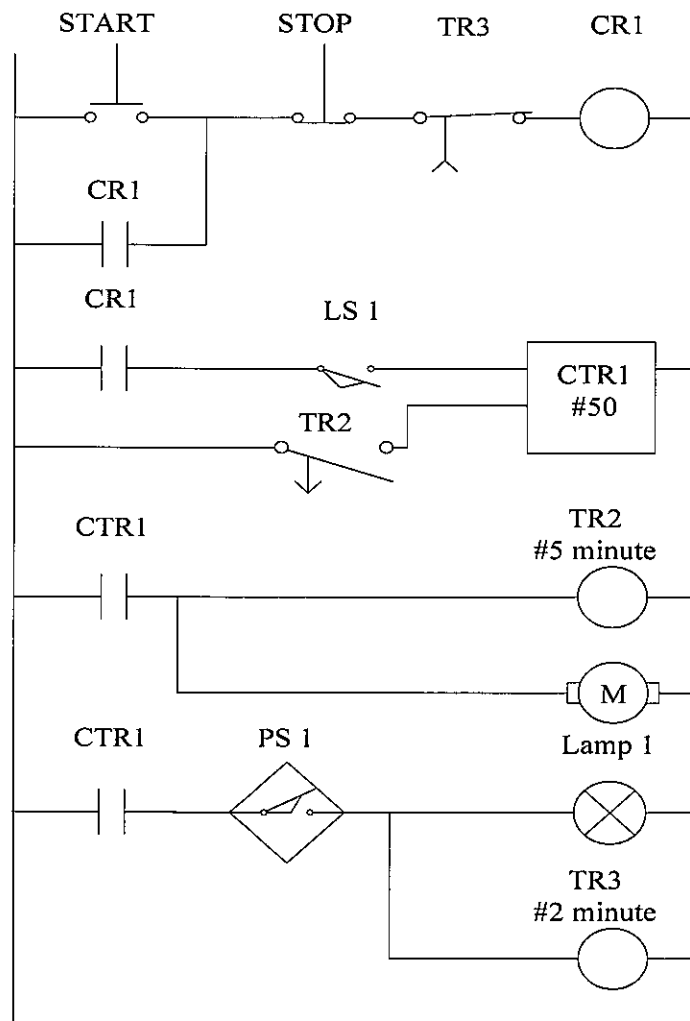 START STOP TR3 CR1
CR1
CR1 LS 1
CTR1
#50
TR2
CTR1 TR2
#5 minute
M
CTR1 PS 1 Lamp 1
TR3
#2 minute